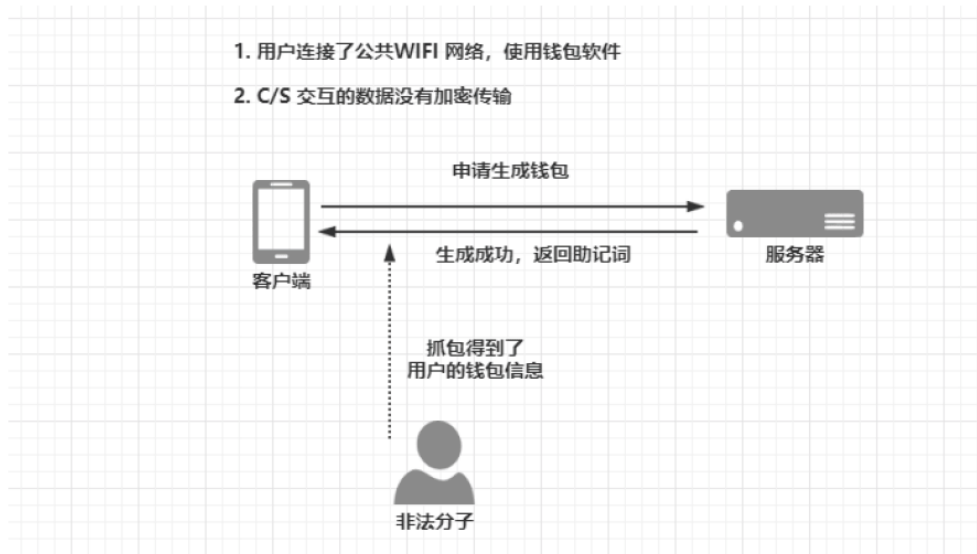 1. 用户连接了公共WIFI 网络，使用钱包软件
2. C/S 交互的数据没有加密传输
申请生成钱包
生成成功，返回助记词
客户端
服务器
抓包得到了
用户的钱包信息
非法分子